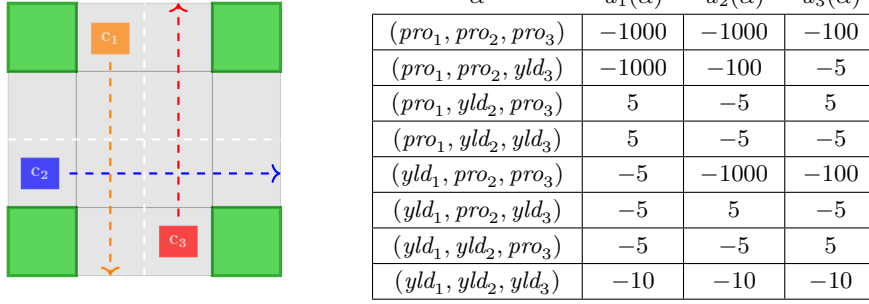 c₁
c₂
c₃
α u₁(α) u₂(α) u₃(α)
(pro₁, pro₂, pro₃) −1000 −1000 −100
(pro₁, pro₂, yld₃) −1000 −100 −5
(pro₁, yld₂, pro₃) 5 −5 5
(pro₁, yld₂, yld₃) 5 −5 −5
(yld₁, pro₂, pro₃) −5 −1000 −100
(yld₁, pro₂, yld₃) −5 5 −5
(yld₁, yld₂, pro₃) −5 −5 5
(yld₁, yld₂, yld₃) −10 −10 −10